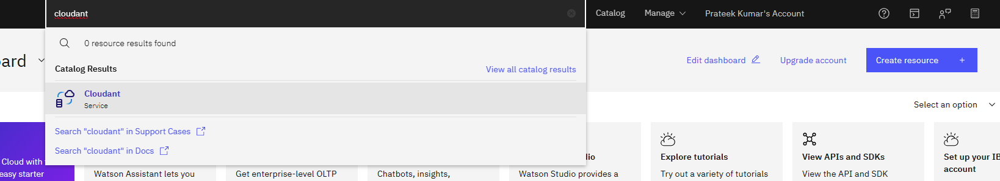 cloudant
Catalog
Manage
Prateek Kumar's Account
0 resource results found
Edit dashboard
Upgrade account
Create resource +
Catalog Results
View all catalog results
Cloudant
Service
Select an option
Search "cloudant" in Support Cases
Search "cloudant" in Docs
Cloud with
easy starter
Watson Assistant lets you
Get enterprise-level OLTP
Chatbots, insights,
Watson Studio provides a
Explore tutorials
Try out a variety of tutorials
View APIs and SDKs
View the API and SDK
Set up your IB
account